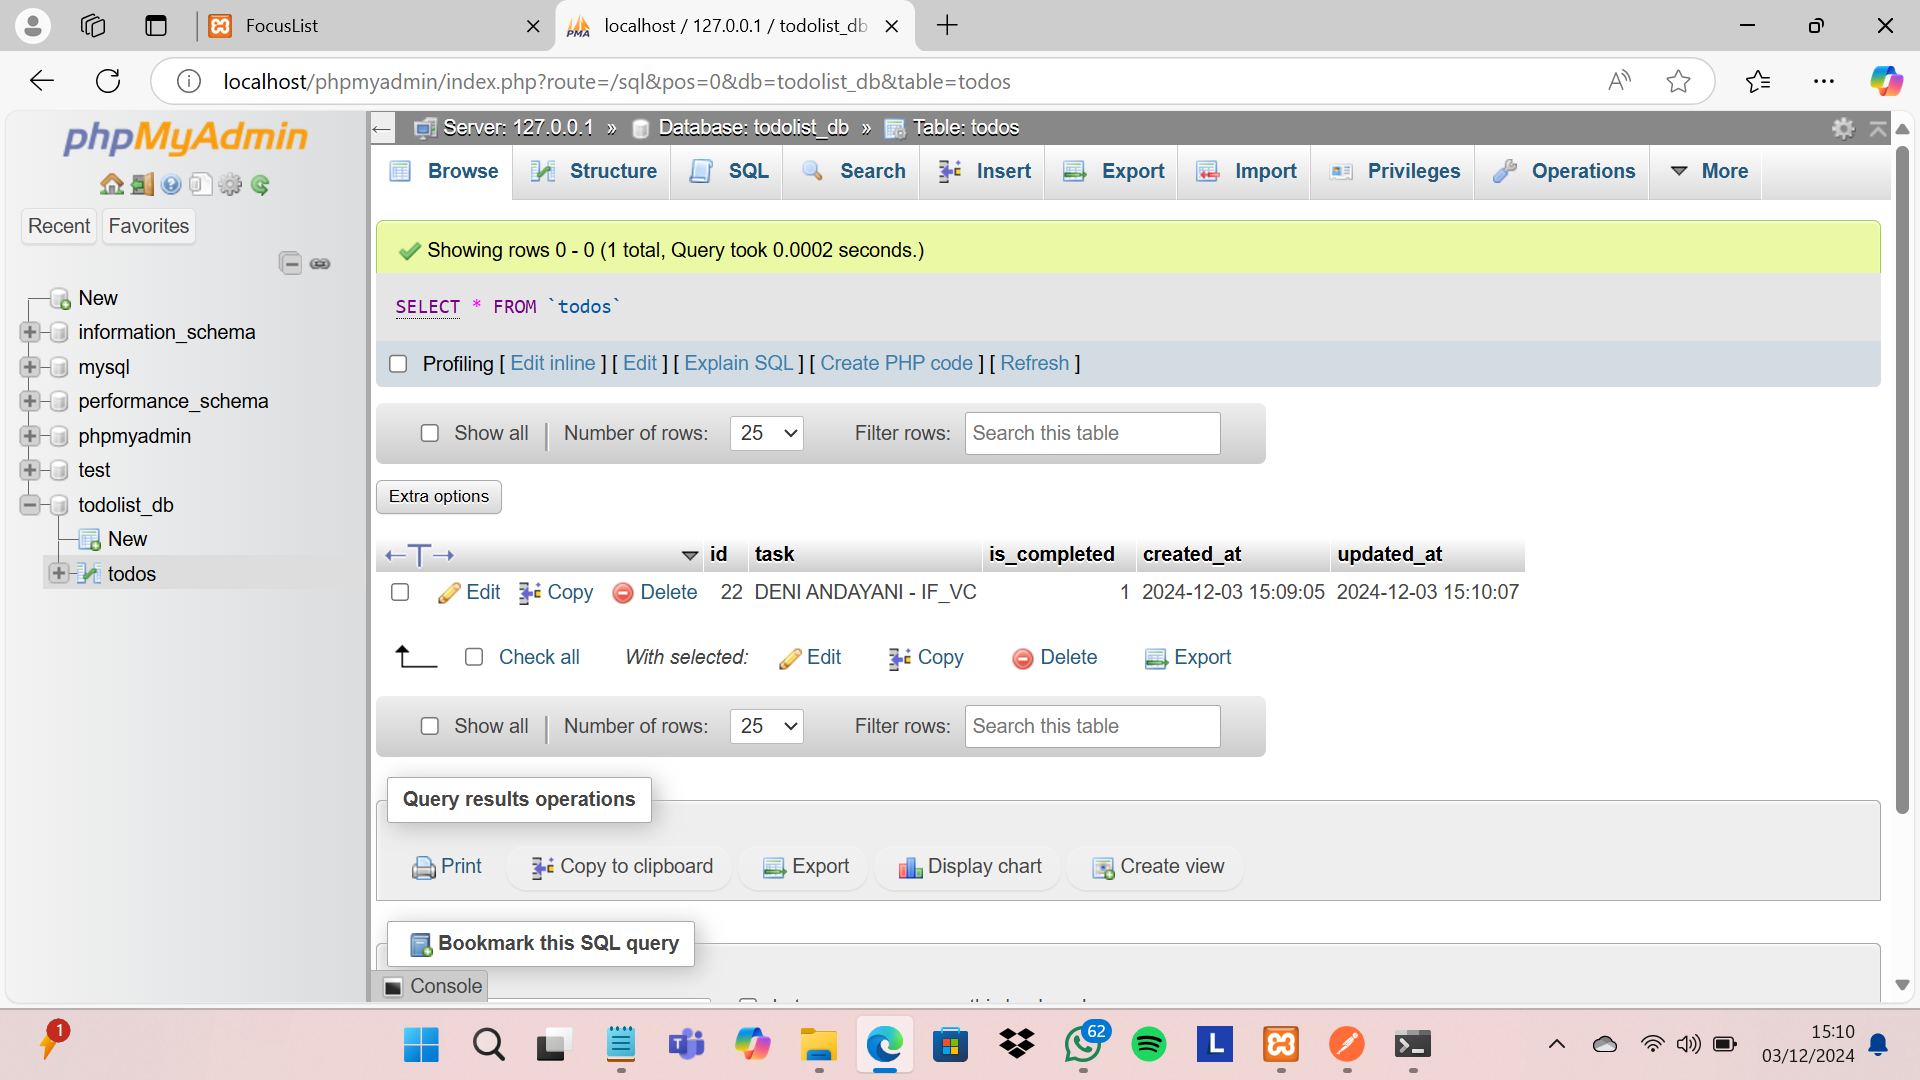 FocusList
localhost / 127.0.0.1 / todolist_db
localhost/phpmyadmin/index.php?route=/sql&pos=0&db=todolist_db&table=todos
phpMyAdmin
Recent Favorites
New
information_schema
mysql
performance_schema
phpmyadmin
test
todolist_db
New
todos
Server: 127.0.0.1 » Database: todolist_db » Table: todos
Browse Structure SQL Search Insert Export Import Privileges Operations More
Showing rows 0 - 0 (1 total, Query took 0.0002 seconds.)
SELECT * FROM `todos`
Profiling [ Edit inline ] [ Edit ] [ Explain SQL ] [ Create PHP code ] [ Refresh ]
Show all | Number of rows: 25 Filter rows: Search this table
Extra options
id task is_completed created_at updated_at
Edit Copy Delete 22 DENI ANDAYANI - IF_VC 1 2024-12-03 15:09:05 2024-12-03 15:10:07
Check all With selected: Edit Copy Delete Export
Show all | Number of rows: 25 Filter rows: Search this table
Query results operations
Print Copy to clipboard Export Display chart Create view
Bookmark this SQL query
Console
1
62
L
15:10
03/12/2024